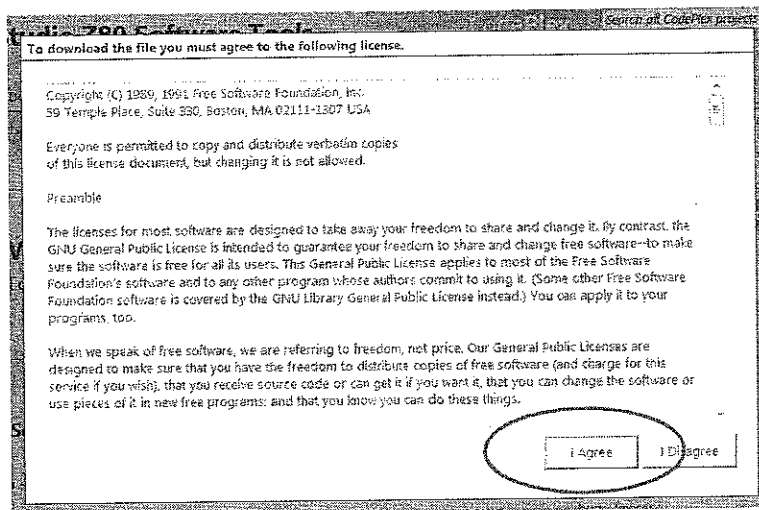 tudio Z80 Software Tools
Search all CodePlex projects
To download the file you must agree to the following license.
Copyright (C) 1989, 1991 Free Software Foundation, Inc.
59 Temple Place, Suite 330, Boston, MA 02111-1307 USA
Everyone is permitted to copy and distribute verbatim copies
of this license document, but changing it is not allowed.
Preamble
The licenses for most software are designed to take away your freedom to share and change it. By contrast, the
GNU General Public License is intended to guarantee your freedom to share and change free software--to make
sure the software is free for all its users. This General Public License applies to most of the Free Software
Foundation's software and to any other program whose authors commit to using it. (Some other Free Software
Foundation software is covered by the GNU Library General Public License instead.) You can apply it to your
programs, too.
When we speak of free software, we are referring to freedom, not price. Our General Public Licenses are
designed to make sure that you have the freedom to distribute copies of free software (and charge for this
service if you wish), that you receive source code or can get it if you want it, that you can change the software or
use pieces of it in new free programs; and that you know you can do these things.
I Agree
I Disagree